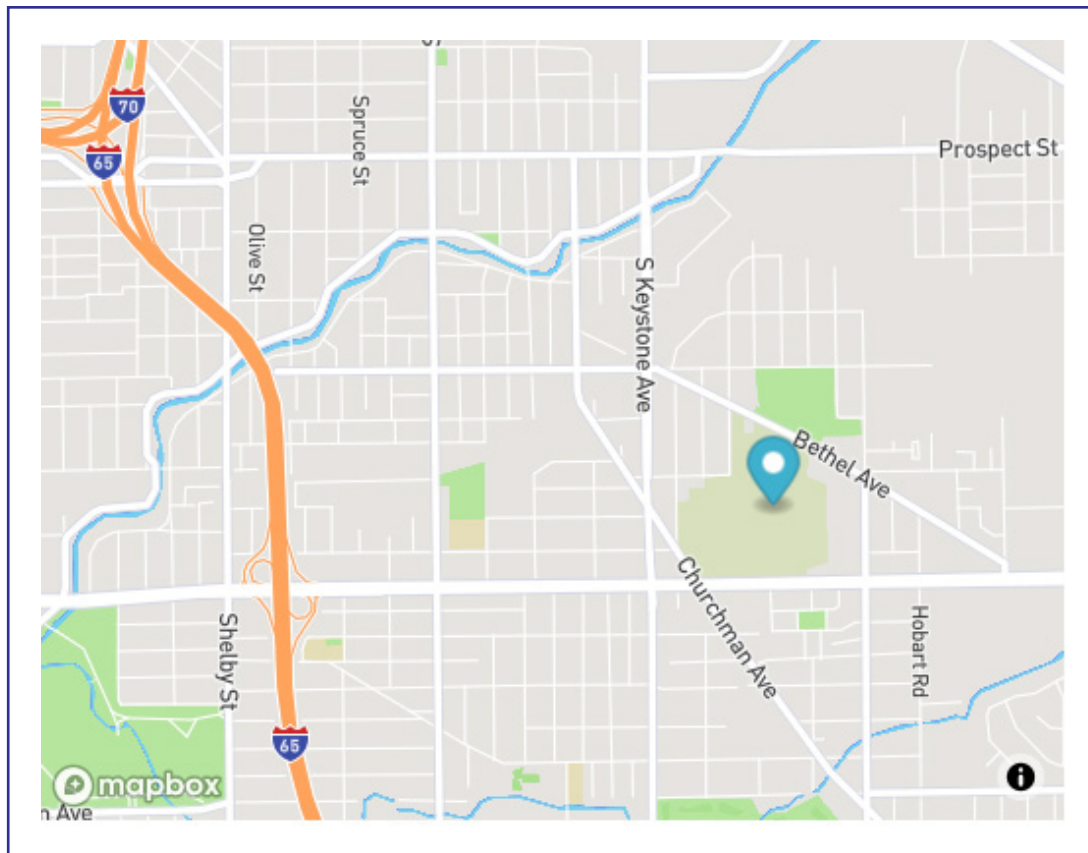 70
65
Prospect St
Spruce St
Olive St
S Keystone Ave
Bethel Ave
Churchman Ave
Hobart Rd
Shelby St
65
mapbox
n Ave
i